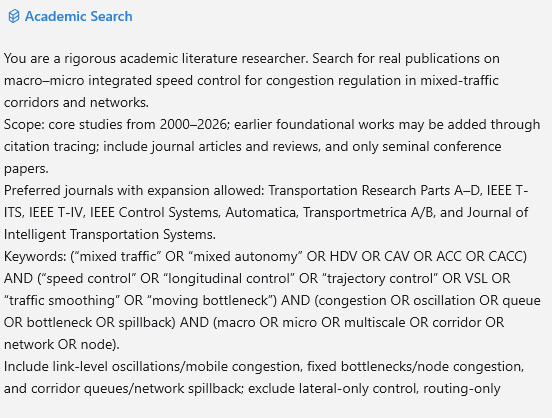 Academic Search
You are a rigorous academic literature researcher. Search for real publications on
macro–micro integrated speed control for congestion regulation in mixed-traffic
corridors and networks.
Scope: core studies from 2000–2026; earlier foundational works may be added through
citation tracing; include journal articles and reviews, and only seminal conference
papers.
Preferred journals with expansion allowed: Transportation Research Parts A–D, IEEE T-
ITS, IEEE T-IV, IEEE Control Systems, Automatica, Transportmetrica A/B, and Journal of
Intelligent Transportation Systems.
Keywords: (“mixed traffic” OR “mixed autonomy” OR HDV OR CAV OR ACC OR CACC)
AND (“speed control” OR “longitudinal control” OR “trajectory control” OR VSL OR
“traffic smoothing” OR “moving bottleneck”) AND (congestion OR oscillation OR queue
OR bottleneck OR spillback) AND (macro OR micro OR multiscale OR corridor OR
network OR node).
Include link-level oscillations/mobile congestion, fixed bottlenecks/node congestion,
and corridor queues/network spillback; exclude lateral-only control, routing-only